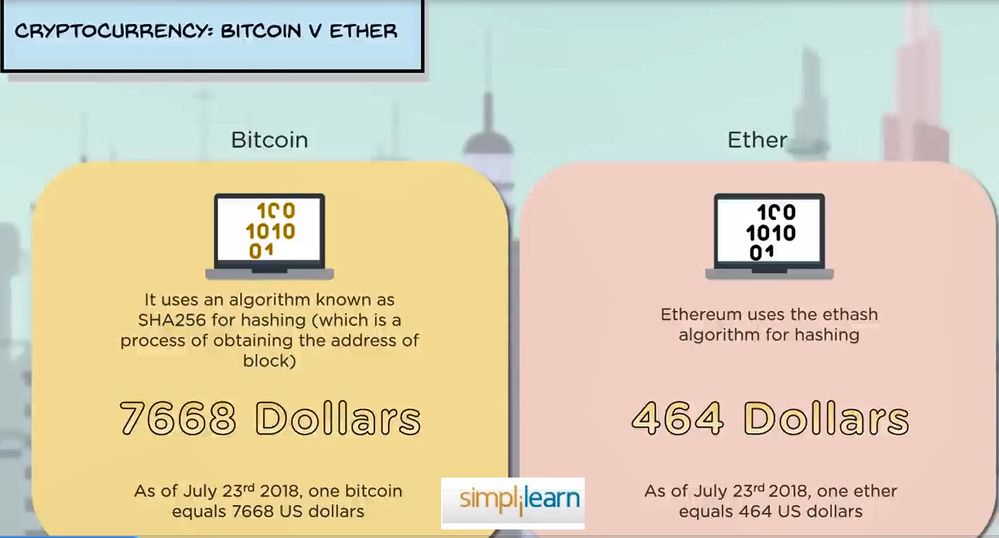 CRYPTOCURRENCY: BITCOIN V ETHER
Bitcoin
100
1010
01
It uses an algorithm known as
SHA256 for hashing (which is a
process of obtaining the address of
block)
7668 Dollars
As of July 23rd 2018, one bitcoin
equals 7668 US dollars
Ether
100
1010
01
Ethereum uses the ethash
algorithm for hashing
464 Dollars
As of July 23rd 2018, one ether
equals 464 US dollars
simplilearn